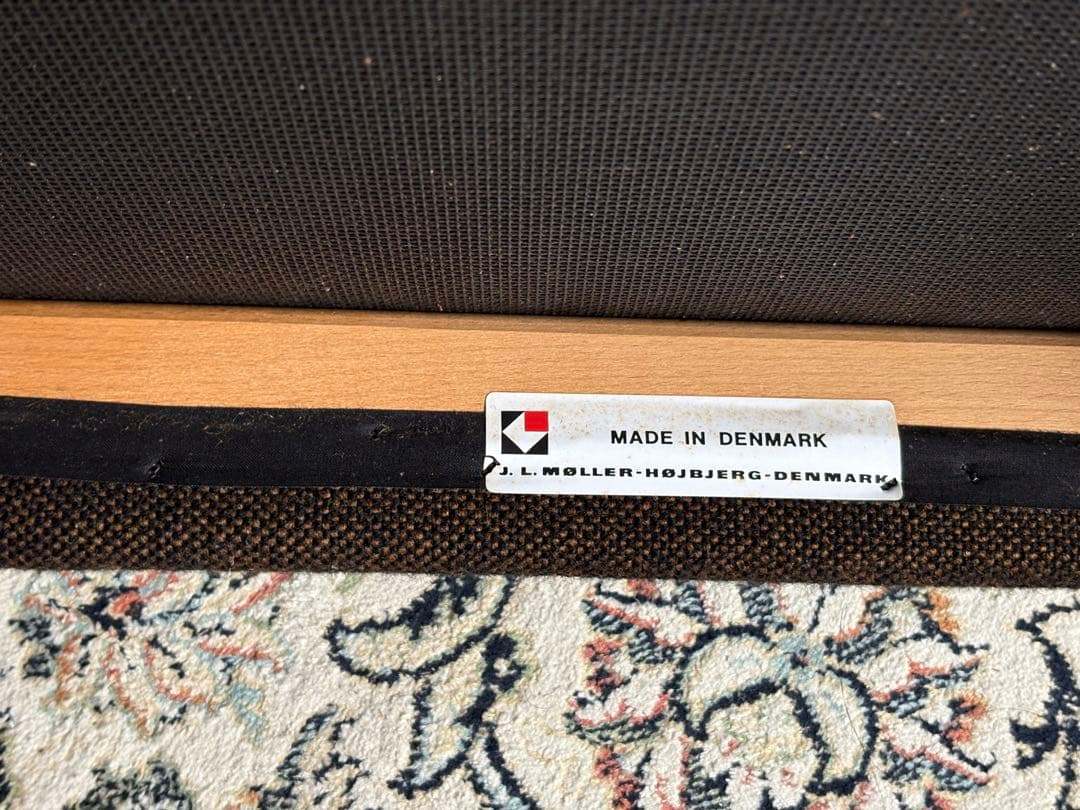 MADE IN DENMARK
J. L. MØLLER-HØJBJERG-DENMARK